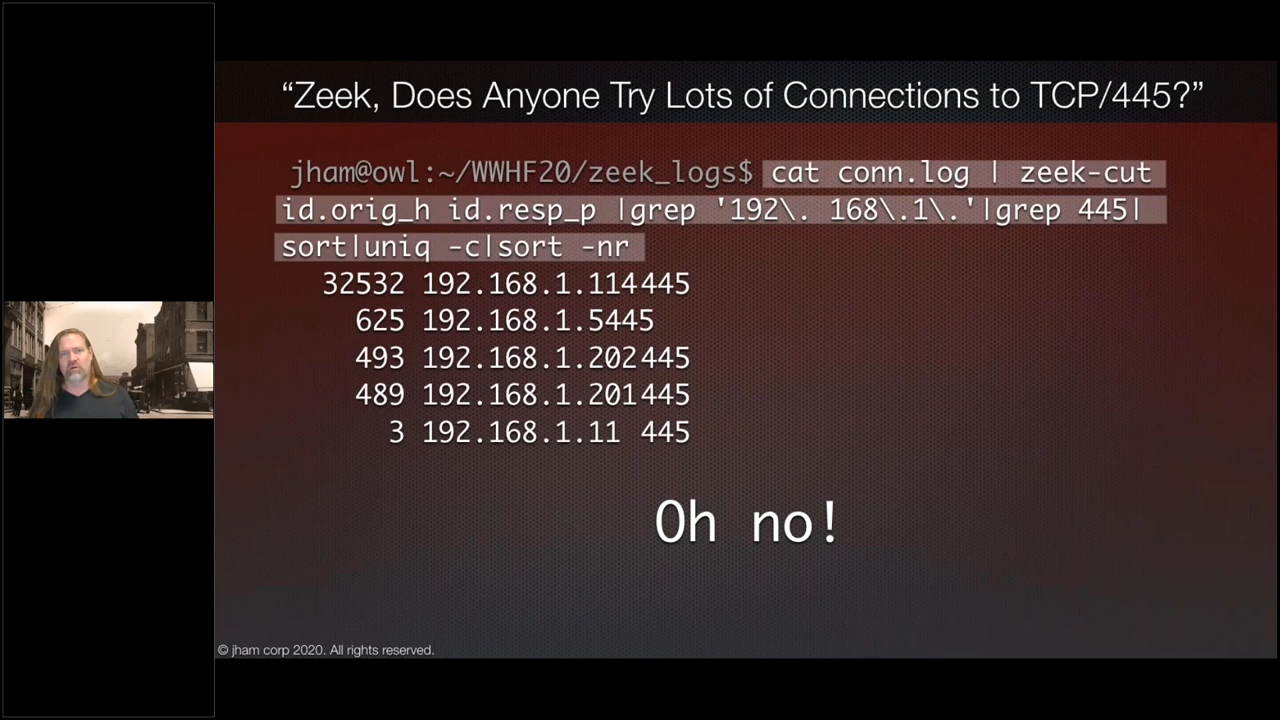 “Zeek, Does Anyone Try Lots of Connections to TCP/445?”
jham@owl:~/WWHF20/zeek_logs$ cat conn.log | zeek-cut
id.orig_h id.resp_p |grep '192\. 168\.1\.'|grep 445|
sort|uniq -c|sort -nr
32532 192.168.1.114445
625 192.168.1.5445
493 192.168.1.202445
489 192.168.1.201445
3 192.168.1.11 445
Oh no!
© jham corp 2020. All rights reserved.